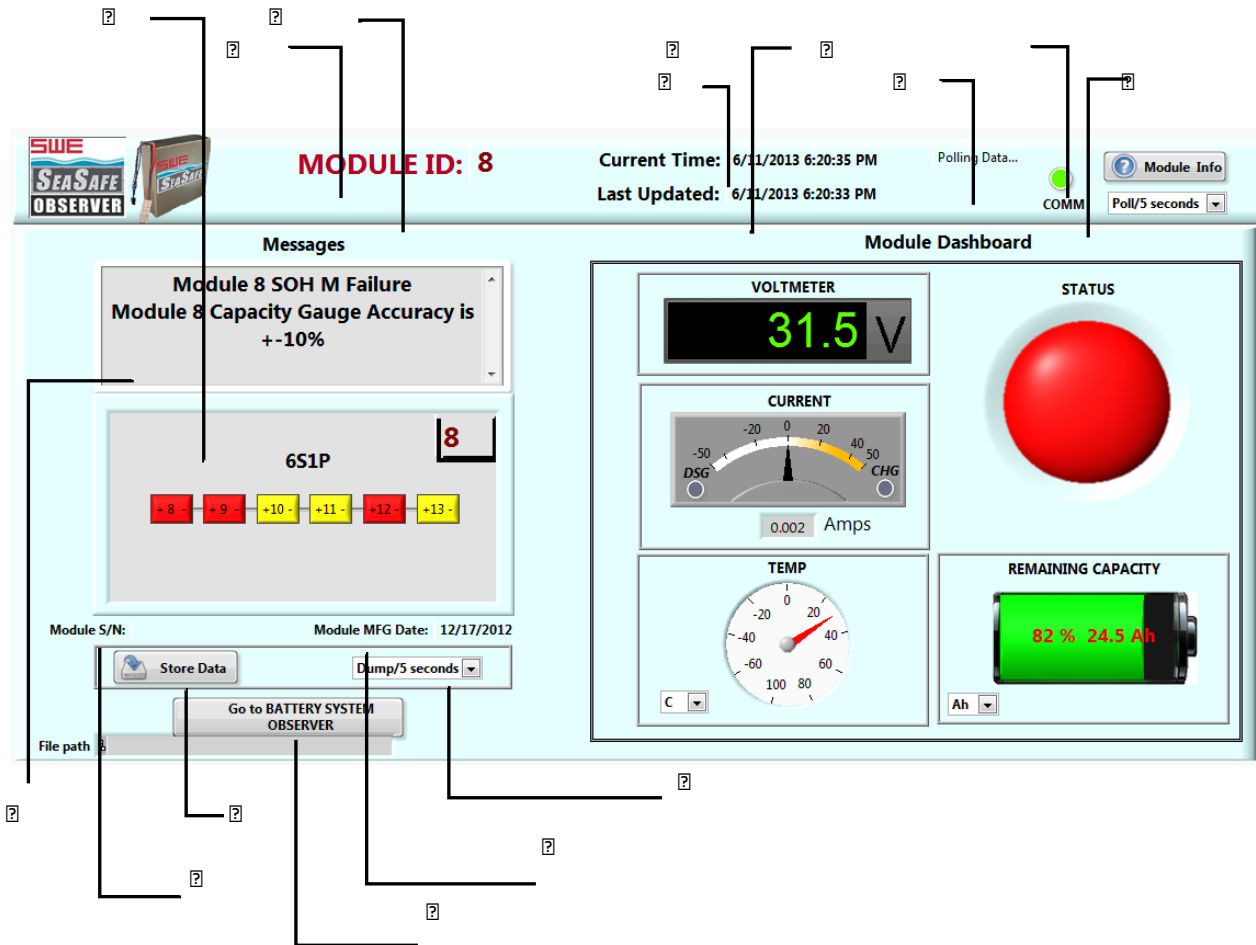 SWE
SEASAFE
OBSERVER
SWE
SEASAFE
MODULE ID: 8
Current Time: 6/11/2013 6:20:35 PM
Last Updated: 6/11/2013 6:20:33 PM
Polling Data...
COMM
Module Info
Poll/5 seconds
Messages
Module 8 SOH M Failure
Module 8 Capacity Gauge Accuracy is
+-10%
8
6S1P
+ 8 - + 9 - +10 - +11 - +12 - +13 -
Module S/N: Module MFG Date: 12/17/2012
Store Data Dump/5 seconds
Go to BATTERY SYSTEM
OBSERVER
File path
Module Dashboard
VOLTMETER
31.5 V
STATUS
CURRENT
-50 -20 0 20 40 50
DSG CHG
0.002 Amps
TEMP
-60 -40 -20 0 20 40 60 80 100
C
REMAINING CAPACITY
82 % 24.5 Ah
Ah